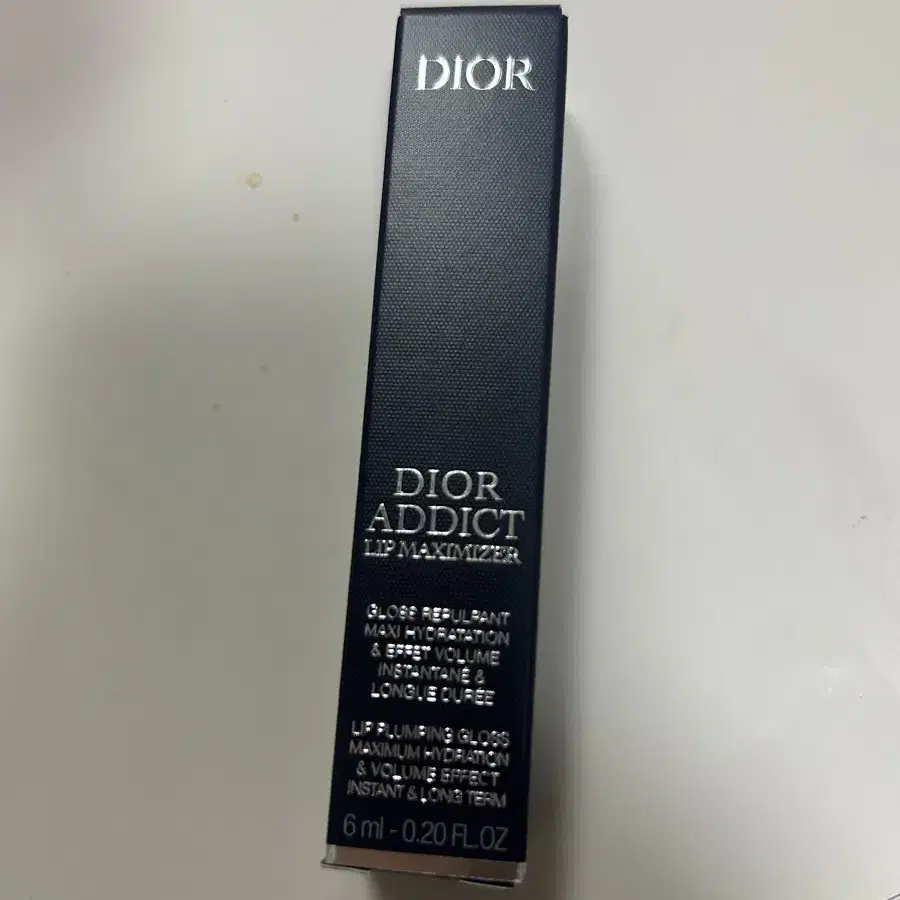 DIOR
DIOR
ADDICT
LIP MAXIMIZER
GLOSS REPULPANT
MAXI HYDRATATION
& EFFET VOLUME
INSTANTANÉ &
LONGUE DURÉE
LIP PLUMPING GLOSS
MAXIMUM HYDRATION
& VOLUME EFFECT
INSTANT & LONG TERM
6 ml - 0.20 FL.OZ